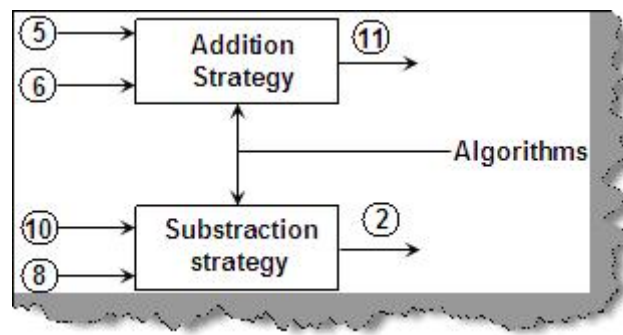 5
6
Addition
Strategy
11
Algorithms
10
8
Substraction
strategy
2